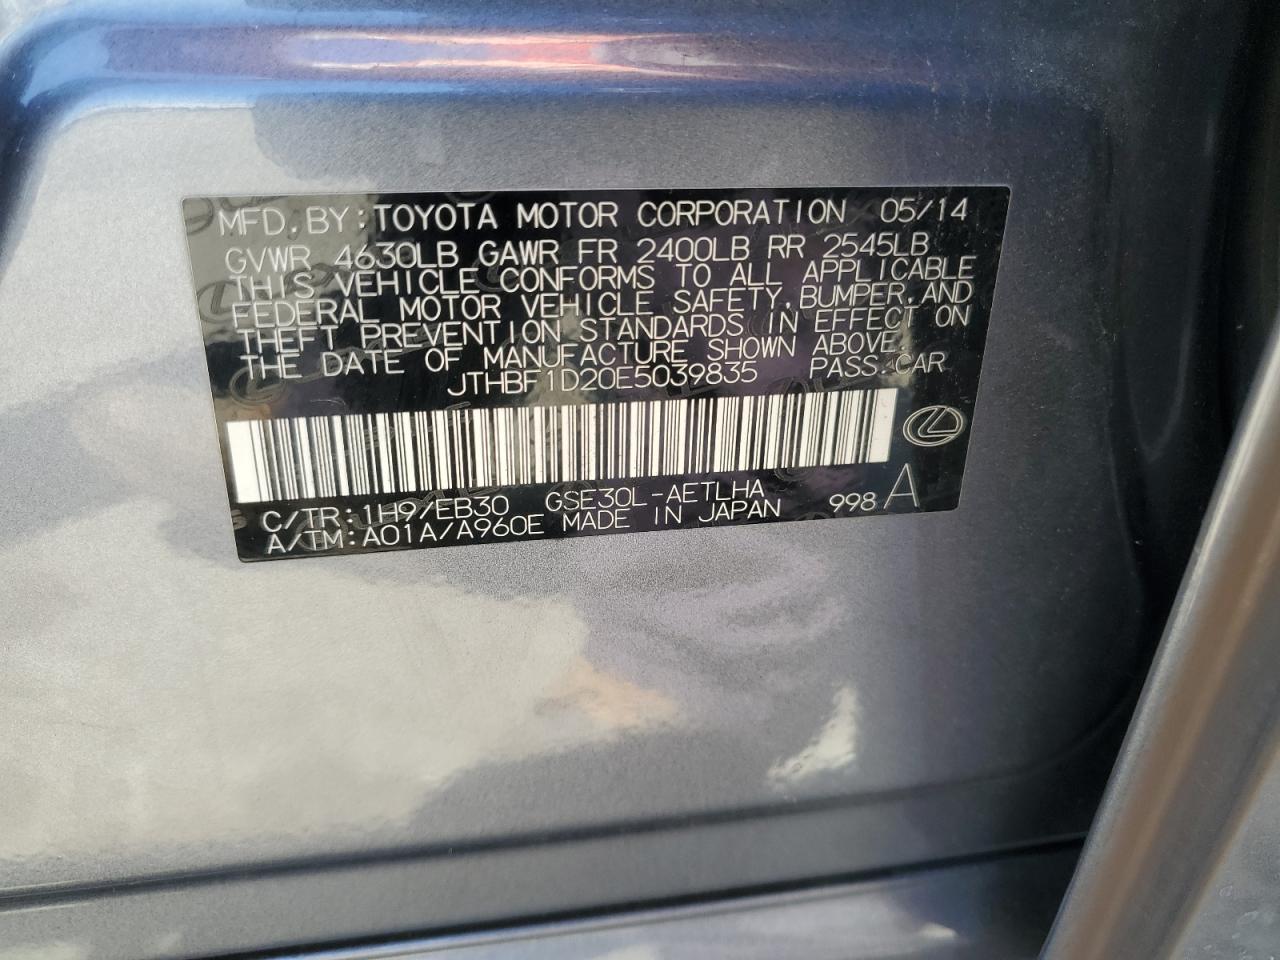 MFD. BY: TOYOTA MOTOR CORPORATION 05/14
GVWR 4630LB GAWR FR 2400LB RR 2545LB
THIS VEHICLE CONFORMS TO ALL APPLICABLE
FEDERAL MOTOR VEHICLE SAFETY, BUMPER, AND
THEFT PREVENTION STANDARDS IN EFFECT ON
THE DATE OF MANUFACTURE SHOWN ABOVE.
JTHBF1D20E5039835 PASS. CAR
C/TR: 1H9/EB30 GSE30L-AETLHA
A/TM: A01A/A960E MADE IN JAPAN 998 A